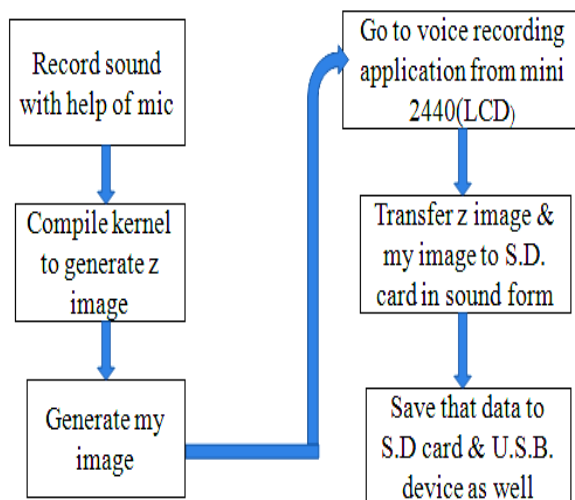 Record sound
with help of mic
Compile kernel
to generate z
image
Generate my
image
Go to voice recording
application from mini
2440(LCD)
Transfer z image &
my image to S.D.
card in sound form
Save that data to
S.D card & U.S.B.
device as well